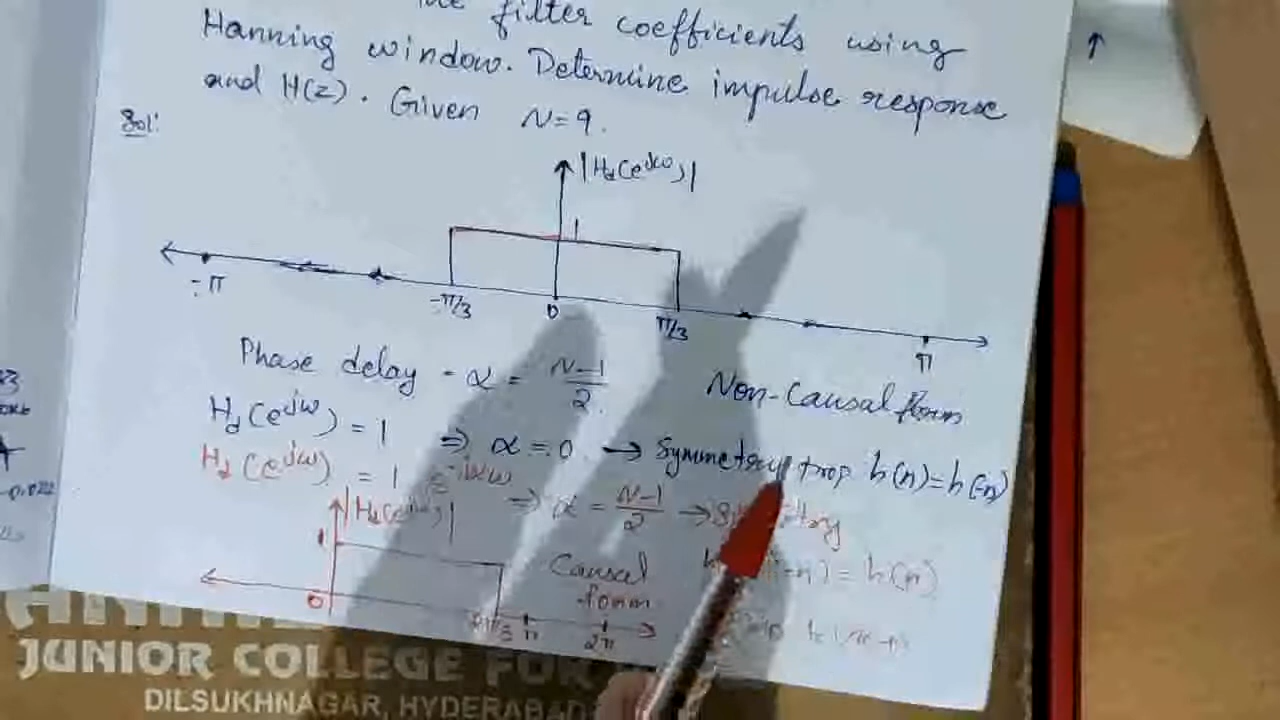 filter coefficients using
Hanning window. Determine impulse response
and H(z). Given N=9.
Sol:
|Hd(e^jω)|
1
-π -π/3 0 π/3 π
Phase delay - α = (N-1)/2.
Non-Causal form
Hd(e^jω) = 1 ⇒ α = 0 → Symmetry prop h(n)=h(-n)
Hd(e^jω) = 1 ⇒ α = (N-1)/2 →
|Hd(e^jω)|
1
Causal
form
= h(n)
0 π 2π
JUNIOR COLLEGE FOR
DILSUKHNAGAR, HYDERABAD